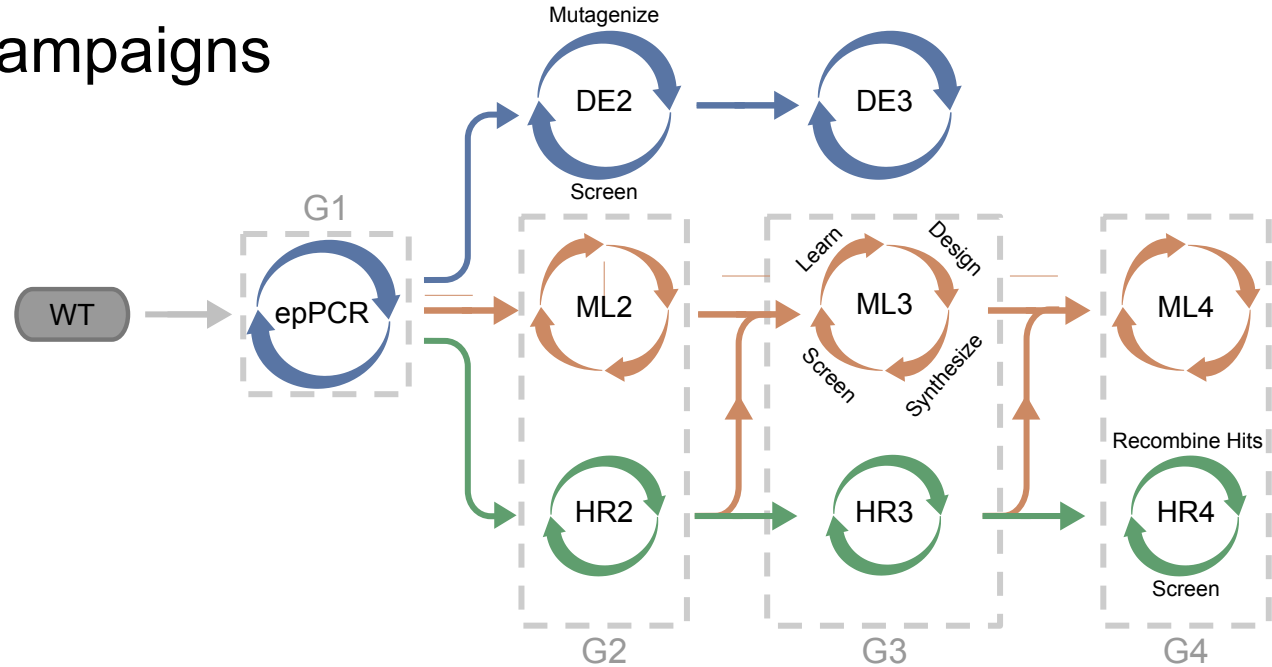 ampaigns
Mutagenize
DE2
DE3
Screen
G1
WT
epPCR
ML2
Learn
Design
ML3
Screen
Synthesize
ML4
HR2
HR3
Recombine Hits
HR4
Screen
G2
G3
G4